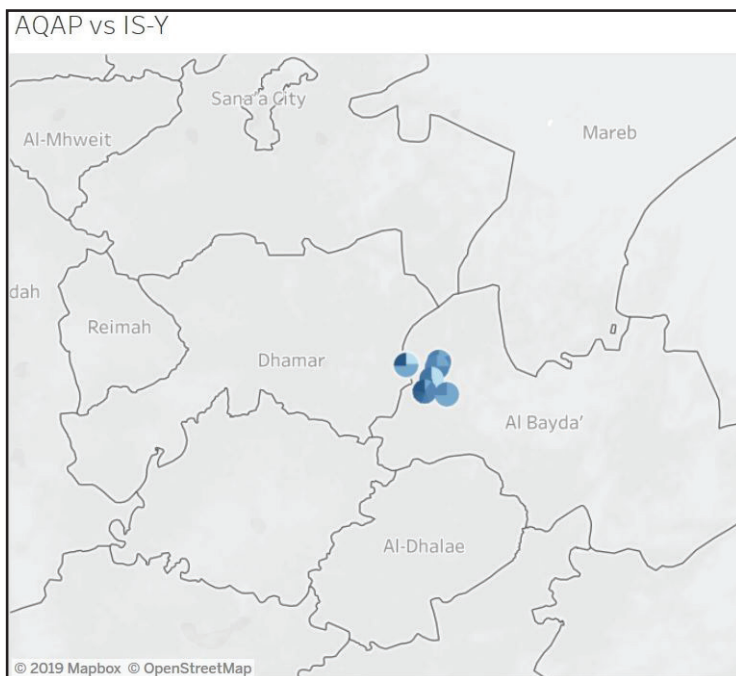 AQAP vs IS-Y
Sana'a City
Mareb
Al-Mhweit
dah
Reimah
Dhamar
Al Bayda'
Al-Dhalae
© 2019 Mapbox © OpenStreetMap